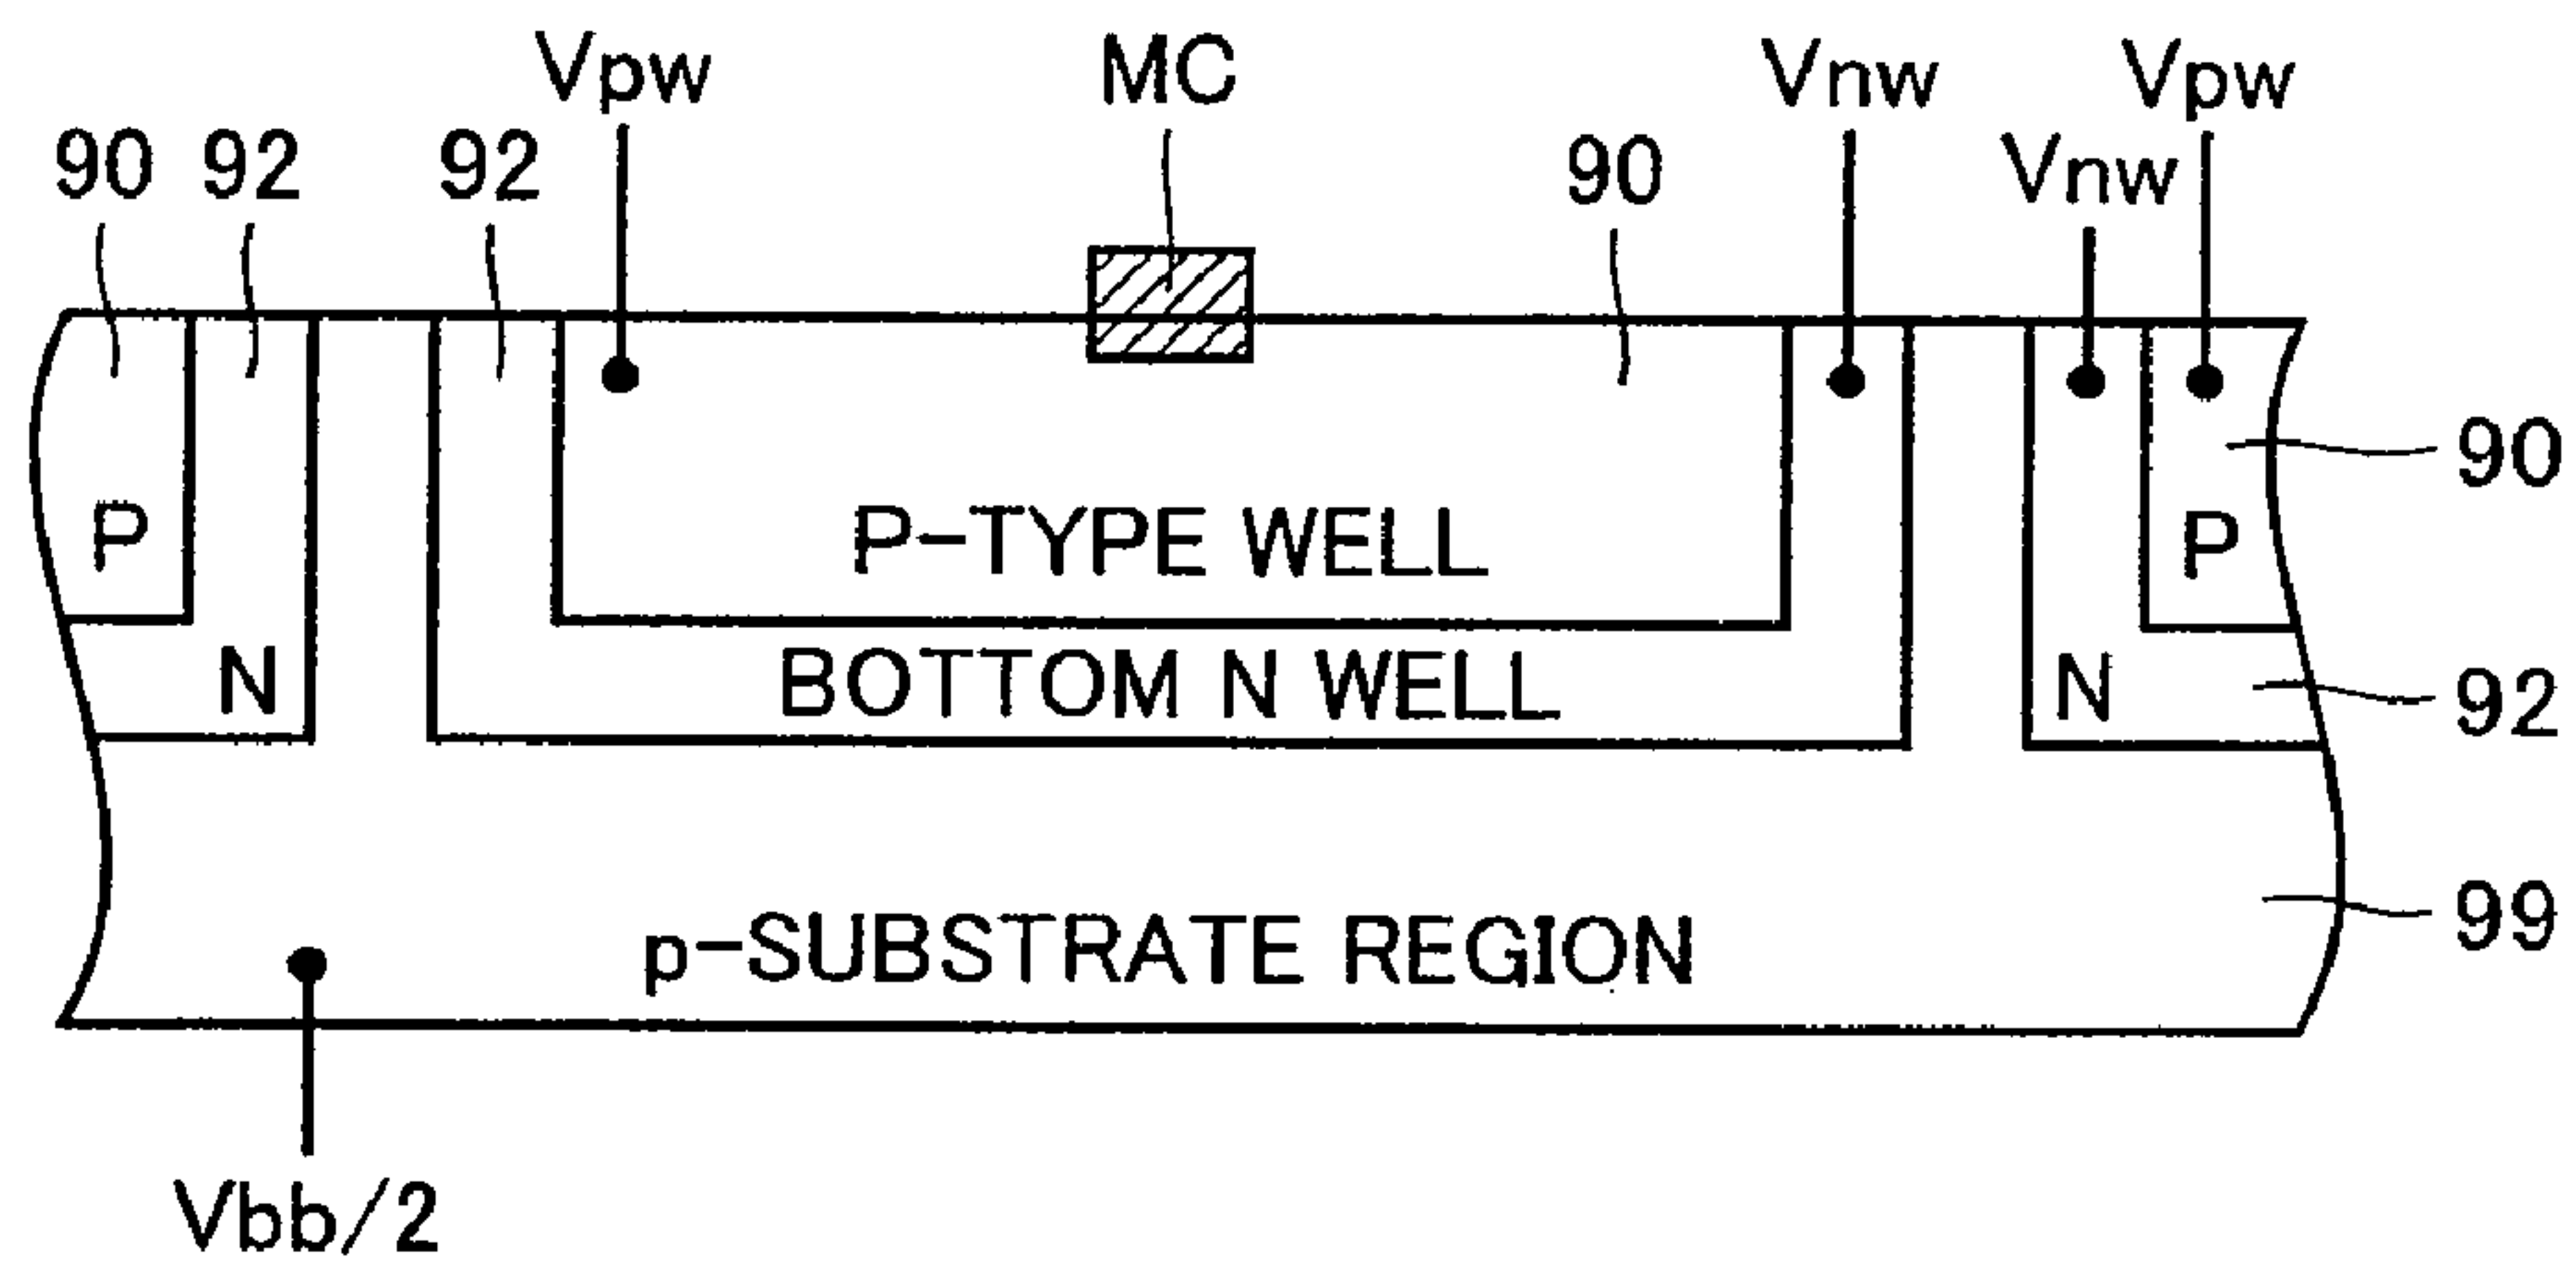 Vpw MC Vnw Vpw
90 92 92 90 Vnw
90
P P-TYPE WELL P
N BOTTOM N WELL N 92
p-SUBSTRATE REGION 99
Vbb/2